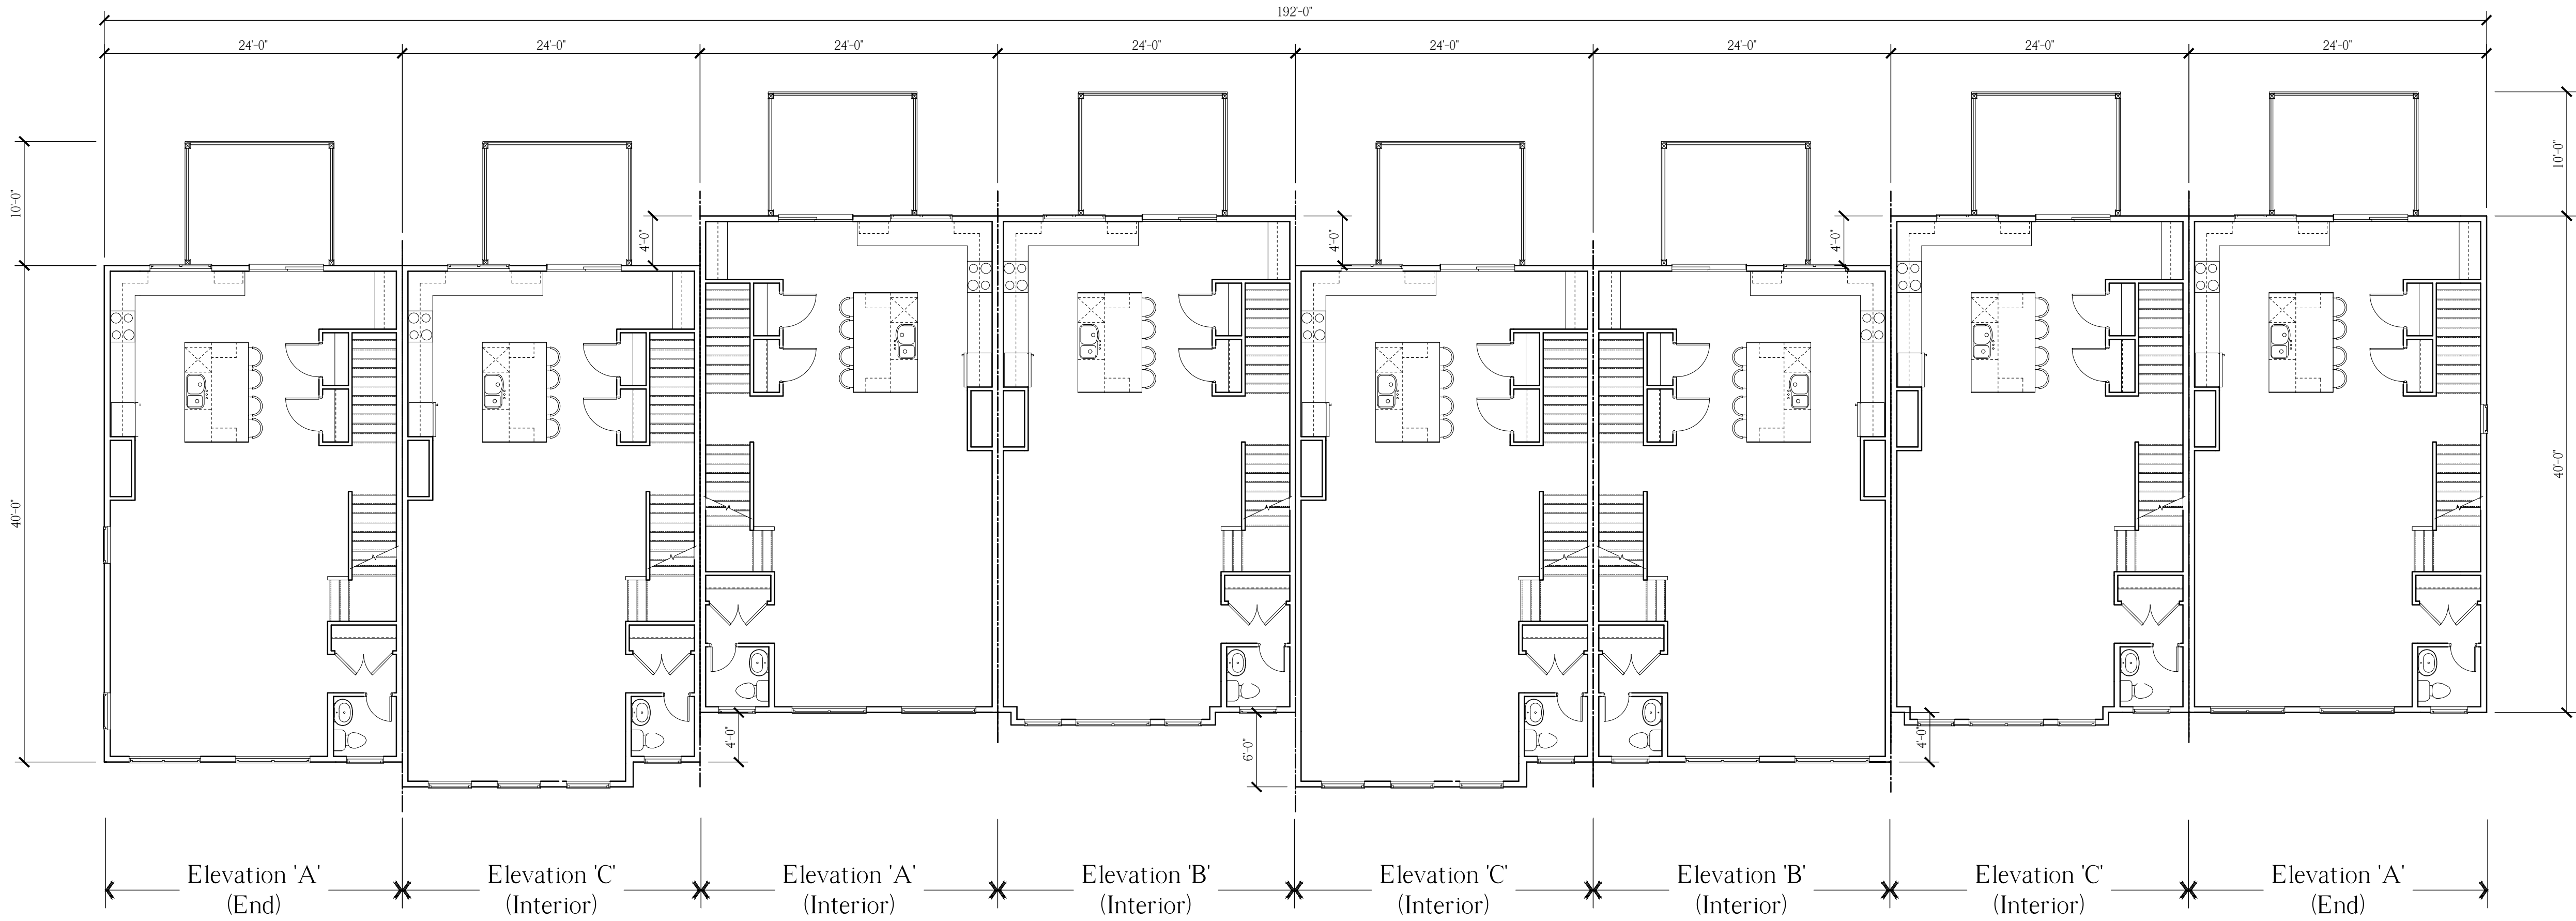 192'-0"
24'-0" 24'-0" 24'-0" 24'-0" 24'-0" 24'-0" 24'-0" 24'-0"
10'-0"
10'-0"
4'-0"
4'-0"
4'-0"
40'-0"
40'-0"
4'-0"
6'-0"
4'-0"
Elevation 'A'
(End)
Elevation 'C'
(Interior)
Elevation 'A'
(Interior)
Elevation 'B'
(Interior)
Elevation 'C'
(Interior)
Elevation 'B'
(Interior)
Elevation 'C'
(Interior)
Elevation 'A'
(End)